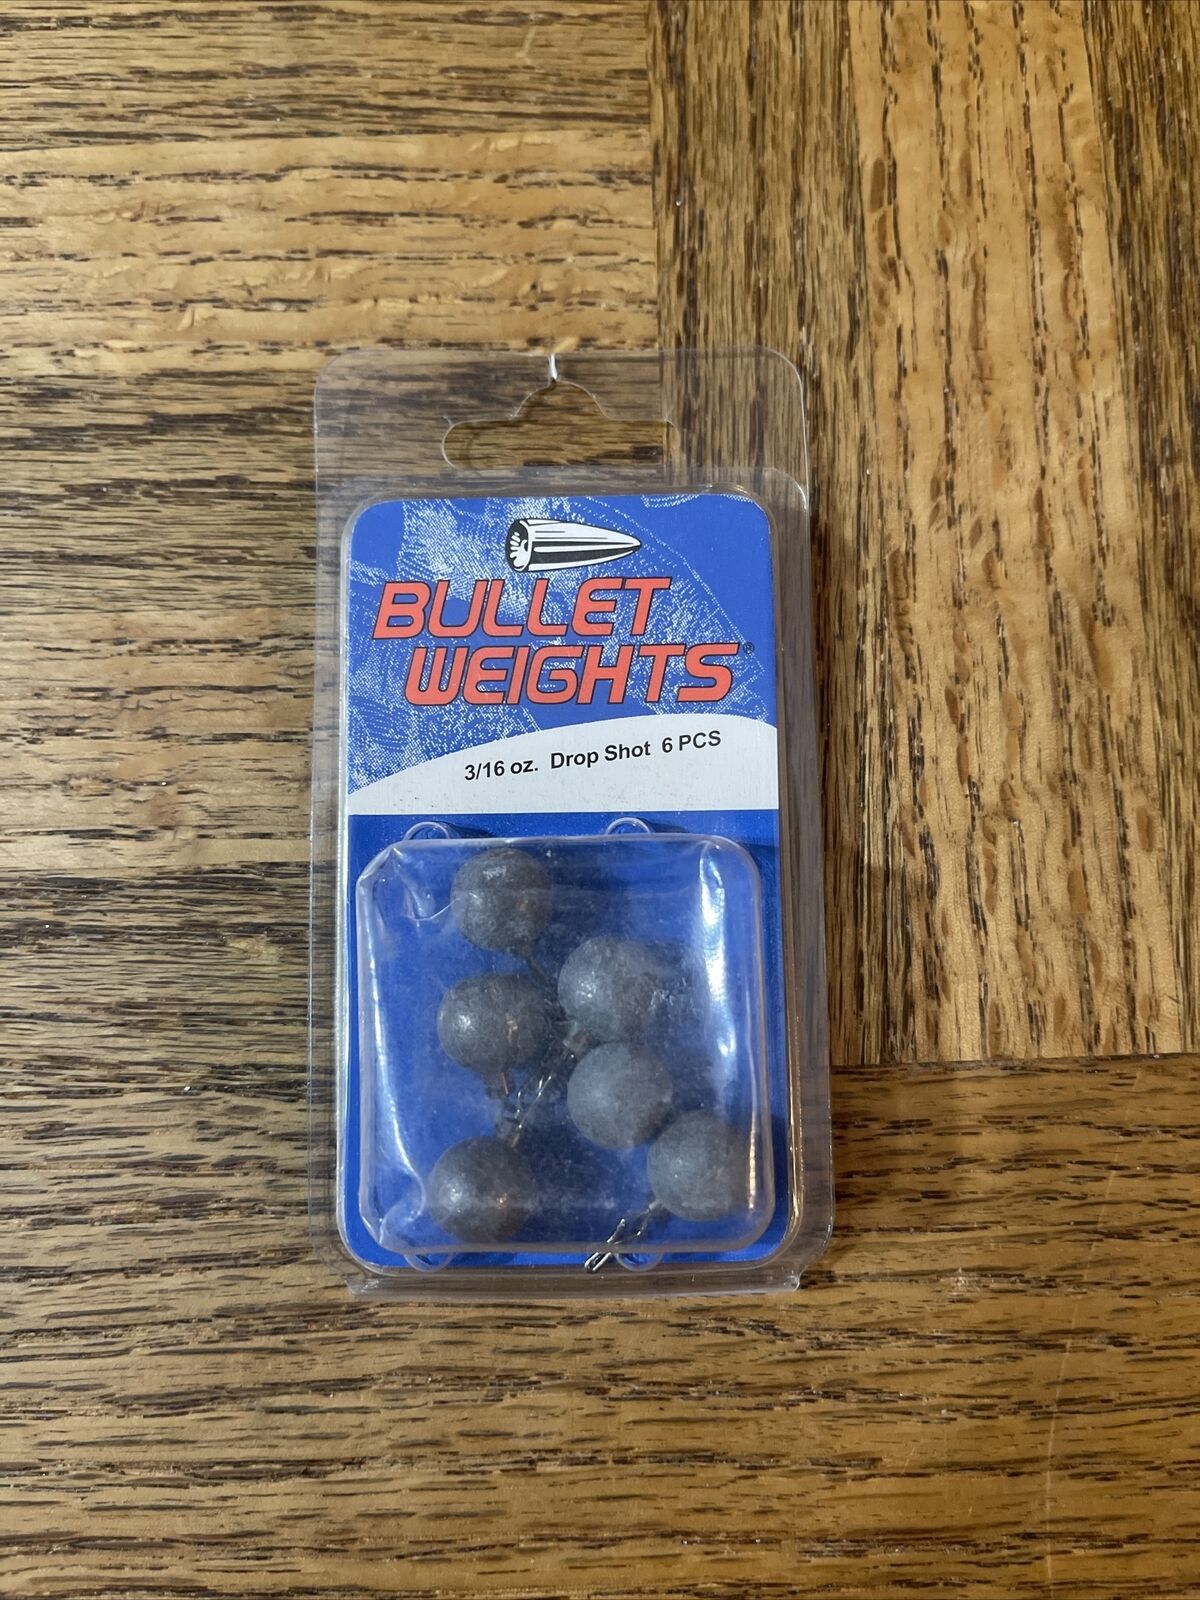 BULLET
WEIGHTS®
3/16 oz. Drop Shot 6 PCS